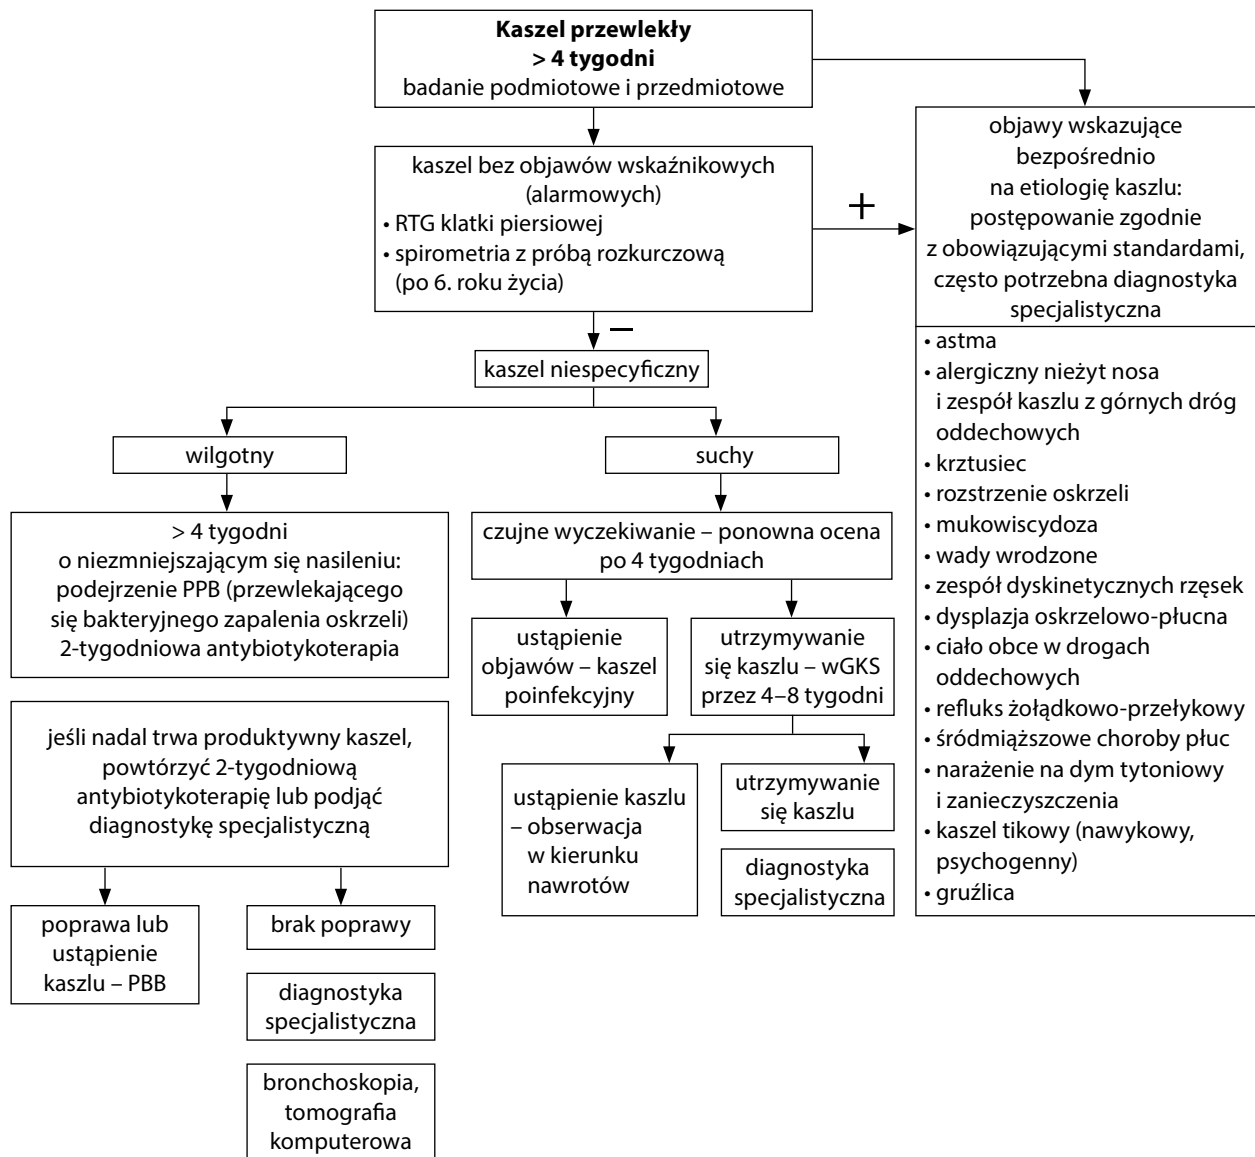 Kaszel przewlekły
> 4 tygodni
badanie podmiotowe i przedmiotowe
kaszel bez objawów wskaźnikowych
(alarmowych)
• RTG klatki piersiowej
• spirometria z próbą rozkurczową
(po 6. roku życia)
+
objawy wskazujące
bezpośrednio
na etiologię kaszlu:
postępowanie zgodnie
z obowiązującymi standardami,
często potrzebna diagnostyka
specjalistyczna
• astma
• alergiczny nieżyt nosa
i zespół kaszlu z górnych dróg
oddechowych
• krztusiec
• rozstrzenie oskrzeli
• mukowiscydoza
• wady wrodzone
• zespół dyskinetycznych rzęsek
• dysplazja oskrzelowo-płucna
• ciało obce w drogach
oddechowych
• refluks żołądkowo-przełykowy
• śródmiąższowe choroby płuc
• narażenie na dym tytoniowy
i zanieczyszczenia
• kaszel tikowy (nawykowy,
psychogenny)
• gruźlica
–
kaszel niespecyficzny
wilgotny
> 4 tygodni
o niezmniejszającym się nasileniu:
podejrzenie PPB (przewlekającego
się bakteryjnego zapalenia oskrzeli)
2-tygodniowa antybiotykoterapia
jeśli nadal trwa produktywny kaszel,
powtórzyć 2-tygodniową
antybiotykoterapię lub podjąć
diagnostykę specjalistyczną
poprawa lub
ustąpienie
kaszlu – PBB
brak poprawy
diagnostyka
specjalistyczna
bronchoskopia,
tomografia
komputerowa
suchy
czujne wyczekiwanie – ponowna ocena
po 4 tygodniach
ustąpienie
objawów – kaszel
poinfekcyjny
utrzymywanie
się kaszlu – wGKS
przez 4–8 tygodni
ustąpienie kaszlu
– obserwacja
w kierunku
nawrotów
utrzymywanie
się kaszlu
diagnostyka
specjalistyczna